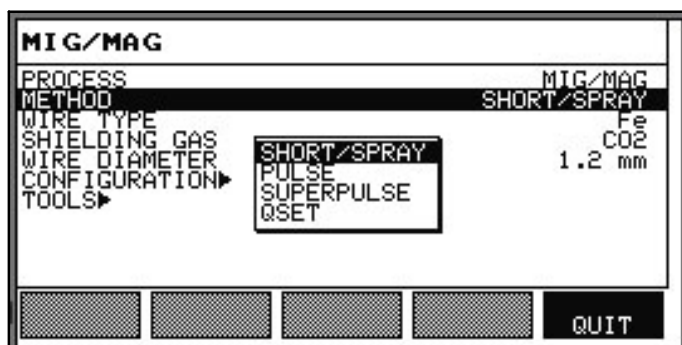 MIG/MAG
PROCESS MIG/MAG
METHOD SHORT/SPRAY
WIRE TYPE Fe
SHIELDING GAS CO2
WIRE DIAMETER 1.2 mm
CONFIGURATION▶
TOOLS▶
SHORT/SPRAY
PULSE
SUPERPULSE
QSET
QUIT